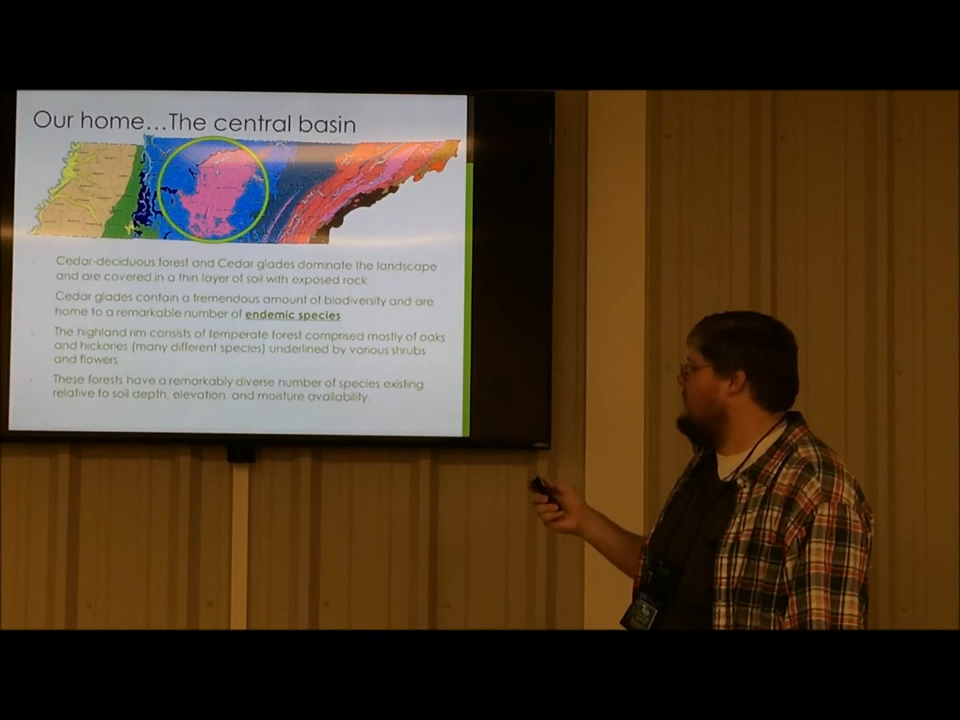 Our home...The central basin
Cedar-deciduous forest and Cedar glades dominate the landscape
and are covered in a thin layer of soil with exposed rock
Cedar glades contain a tremendous amount of biodiversity and are
home to a remarkable number of endemic species
The highland rim consists of temperate forest comprised mostly of oaks
and hickories (many different species) underlined by various shrubs
and flowers
These forests have a remarkably diverse number of species existing
relative to soil depth, elevation and moisture availability